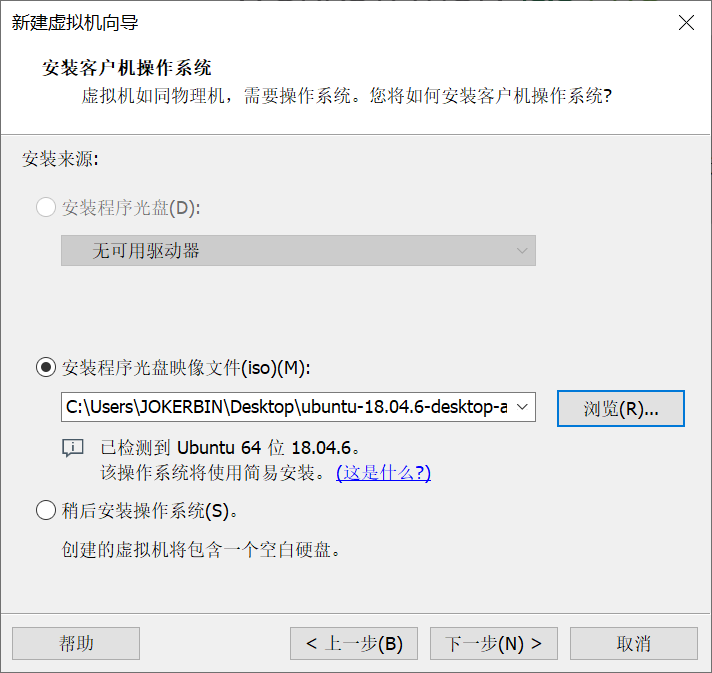 新建虚拟机向导
安装客户机操作系统
虚拟机如同物理机，需要操作系统。您将如何安装客户机操作系统?
安装来源:
安装程序光盘(D):
无可用驱动器
安装程序光盘映像文件(iso)(M):
C:\Users\JOKERBIN\Desktop\ubuntu-18.04.6-desktop-a
浏览(R)...
已检测到 Ubuntu 64 位 18.04.6。
该操作系统将使用简易安装。(这是什么?)
稍后安装操作系统(S)。
创建的虚拟机将包含一个空白硬盘。
帮助
< 上一步(B)
下一步(N) >
取消